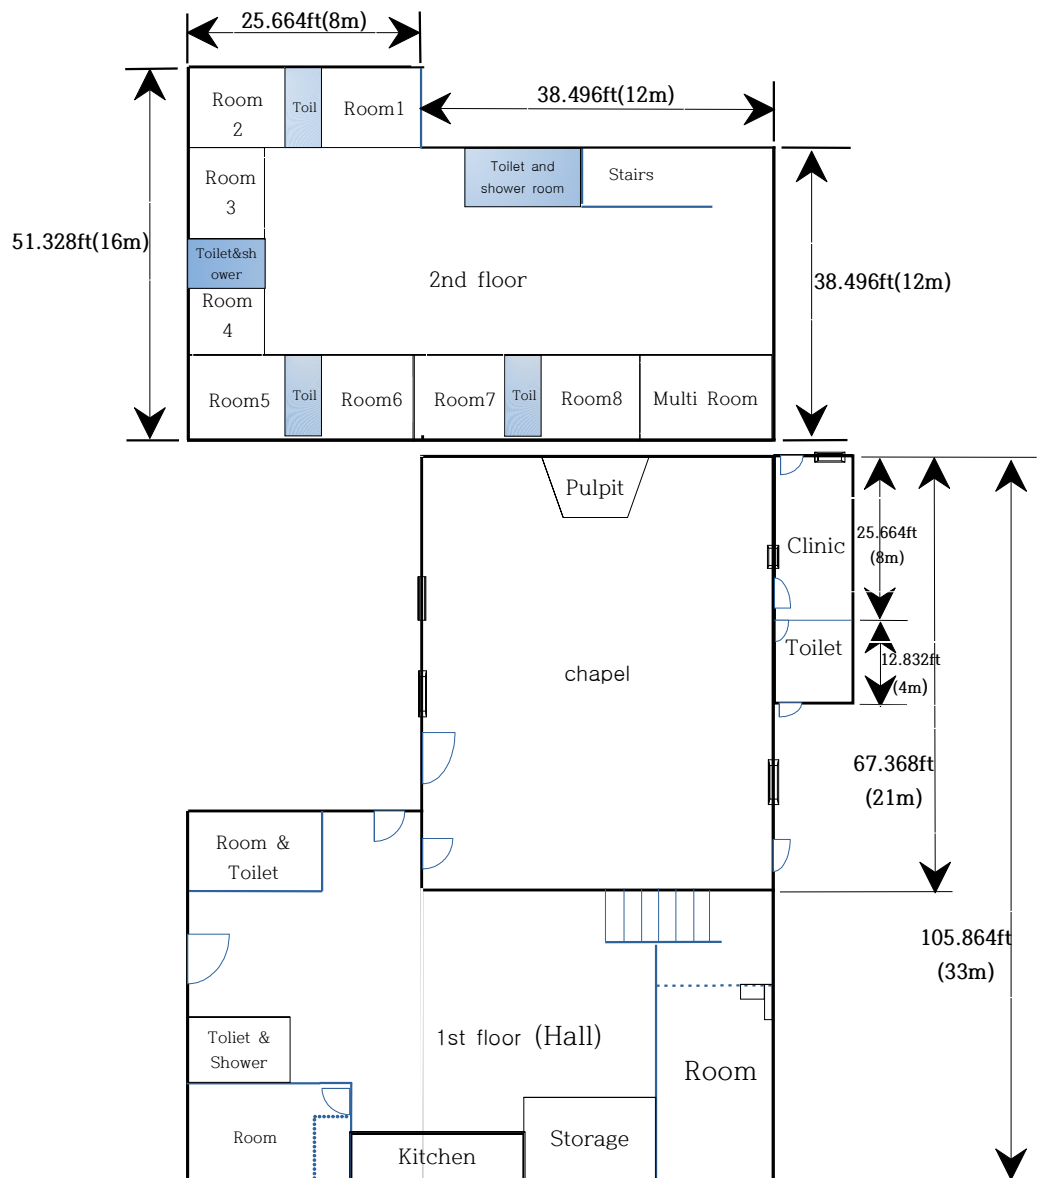 25.664ft(8m)
38.496ft(12m)
Room
2
Toil
Room1
Toilet and
shower room
Stairs
Room
3
51.328ft(16m)
Toilet&sh
ower
2nd floor
38.496ft(12m)
Room
4
Room5
Toil
Room6
Room7
Toil
Room8
Multi Room
Pulpit
Clinic
25.664ft
(8m)
Toilet
12.832ft
(4m)
chapel
67.368ft
(21m)
Room &
Toilet
105.864ft
(33m)
Toliet &
Shower
1st floor (Hall)
Room
Room
Storage
Kitchen